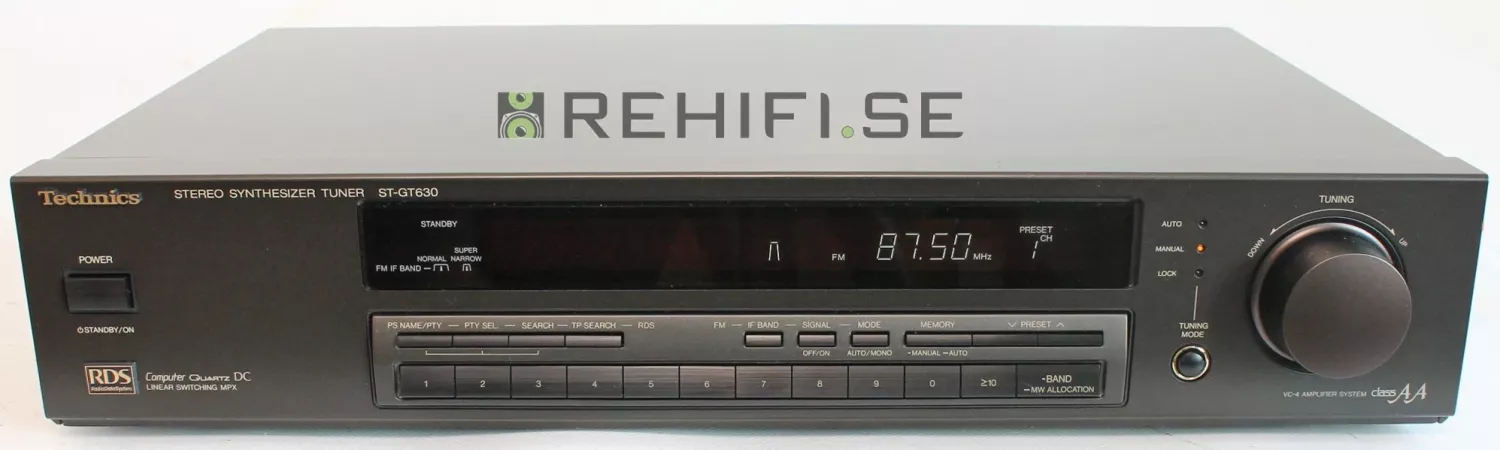 REHIFI.SE
Technics
STEREO SYNTHESIZER TUNER ST-GT630
TUNING
DOWN
UP
POWER
STANDBY/ON
STANDBY
FM IF BAND
NORMAL
SUPER
NARROW
FM 87.50 MHz
PRESET
CH
1
AUTO
MANUAL
LOCK
TUNING
MODE
PS NAME/PTY — PTY SEL. — SEARCH — TP SEARCH — RDS
FM — IF BAND — SIGNAL — MODE MEMORY PRESET
OFF/ON AUTO/MONO –MANUAL –AUTO
1 2 3 4 5 6 7 8 9 0 ≥10 -BAND
–MW ALLOCATION
RDS
Computer QUARTZ DC
LINEAR SWITCHING MPX
VC-4 AMPLIFIER SYSTEM class AA